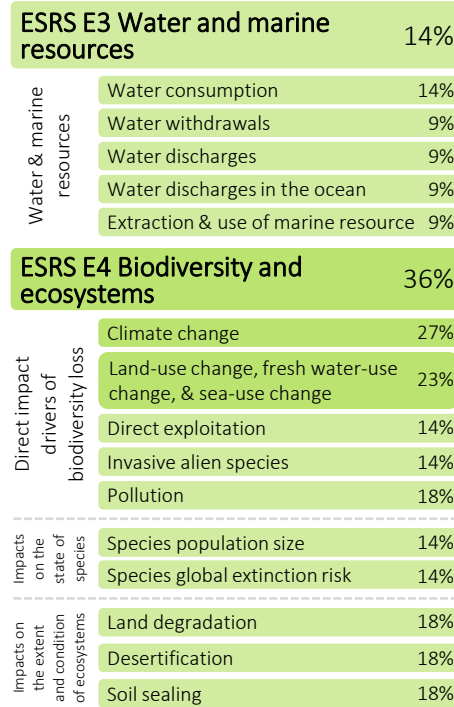 ESRS E3 Water and marine
resources 14%
Water & marine
resources
Water consumption 14%
Water withdrawals 9%
Water discharges 9%
Water discharges in the ocean 9%
Extraction & use of marine resource 9%
ESRS E4 Biodiversity and
ecosystems 36%
Direct impact
drivers of
biodiversity loss
Climate change 27%
Land-use change, fresh water-use
change, & sea-use change 23%
Direct exploitation 14%
Invasive alien species 14%
Pollution 18%
Impacts
on the
state of
species
Species population size 14%
Species global extinction risk 14%
Impacts on
the extent
and condition
of ecosystems
Land degradation 18%
Desertification 18%
Soil sealing 18%